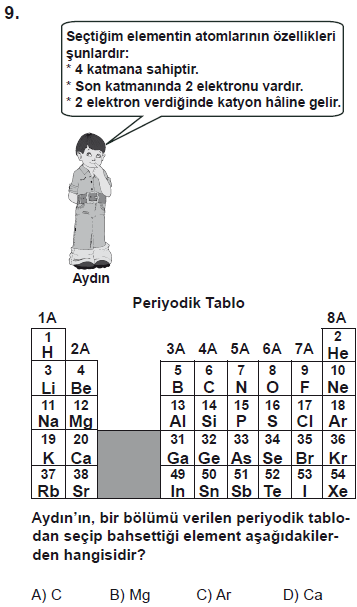 9.
Seçtiğim elementin atomlarının özellikleri
şunlardır:
* 4 katmana sahiptir.
* Son katmanında 2 elektronu vardır.
* 2 elektron verdiğinde katyon hâline gelir.
Aydın
Periyodik Tablo
1A 8A
1 2
H 2A 3A 4A 5A 6A 7A He
3 4 5 6 7 8 9 10
Li Be B C N O F Ne
11 12 13 14 15 16 17 18
Na Mg Al Si P S Cl Ar
19 20 31 32 33 34 35 36
K Ca Ga Ge As Se Br Kr
37 38 49 50 51 52 53 54
Rb Sr In Sn Sb Te I Xe
Aydın’ın, bir bölümü verilen periyodik tablo-
dan seçip bahsettiği element aşağıdakiler-
den hangisidir?
A) C B) Mg C) Ar D) Ca